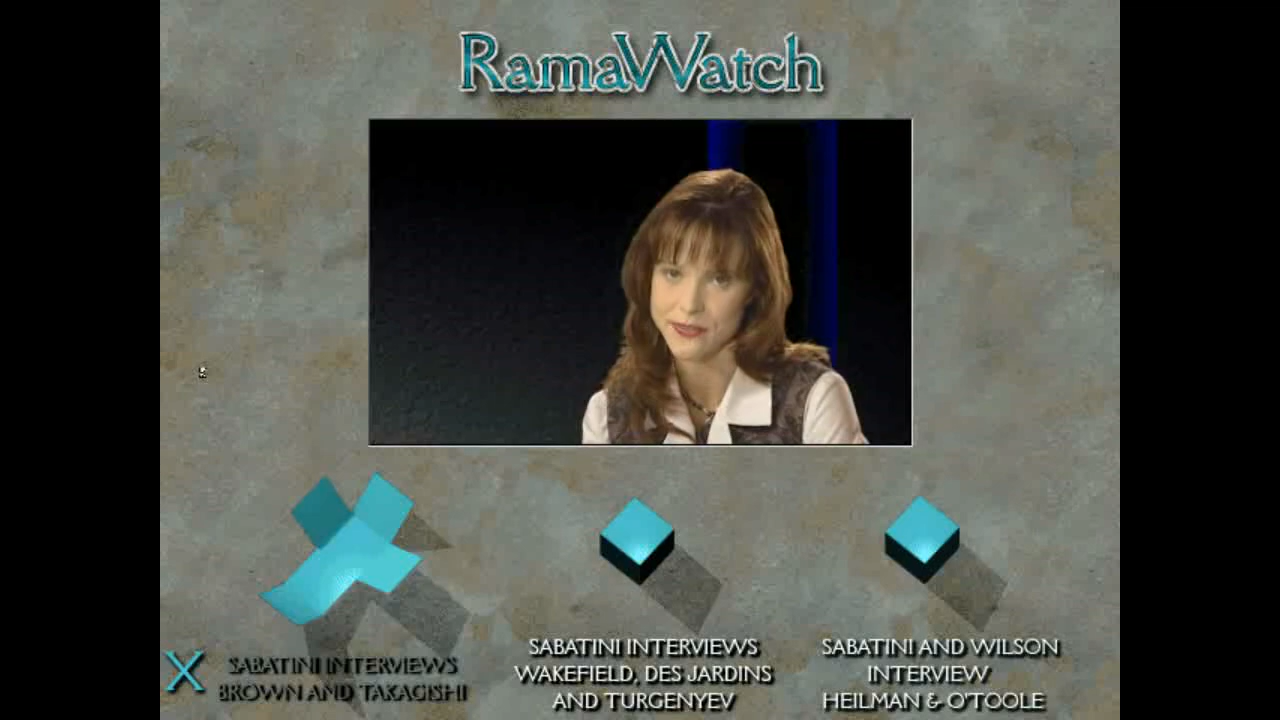 RamaWatch
X
SABATINI INTERVIEWS
BROWN AND TAKAGISHI
SABATINI INTERVIEWS
WAKEFIELD, DES JARDINS
AND TURGENYEV
SABATINI AND WILSON
INTERVIEW
HEILMAN & O'TOOLE